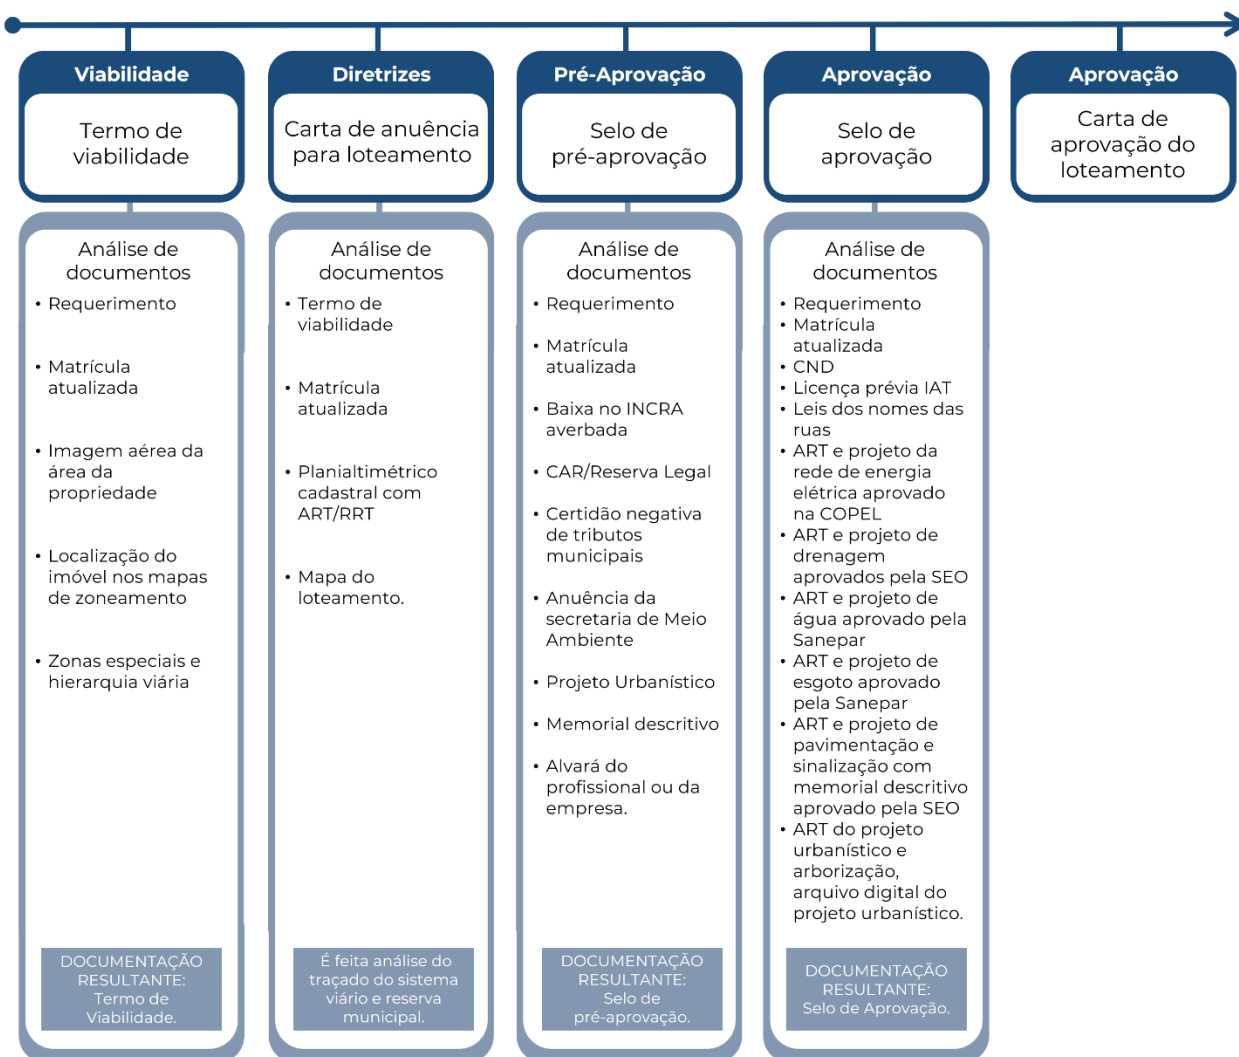 Viabilidade
Termo de
viabilidade
Análise de
documentos
• Requerimento
• Matrícula
atualizada
• Imagem aérea da
área da
propriedade
• Localização do
imóvel nos mapas
de zoneamento
• Zonas especiais e
hierarquia viária
DOCUMENTAÇÃO
RESULTANTE:
Termo de
Viabilidade.
Diretrizes
Carta de anuência
para loteamento
Análise de
documentos
• Termo de
viabilidade
• Matrícula
atualizada
• Planialtimétrico
cadastral com
ART/RRT
• Mapa do
loteamento.
É feita análise do
traçado do sistema
viário e reserva
municipal.
Pré-Aprovação
Selo de
pré-aprovação
Análise de
documentos
• Requerimento
• Matrícula
atualizada
• Baixa no INCRA
averbada
• CAR/Reserva Legal
• Certidão negativa
de tributos
municipais
• Anuência da
secretaria de Meio
Ambiente
• Projeto Urbanístico
• Memorial descritivo
• Alvará do
profissional ou da
empresa.
DOCUMENTAÇÃO
RESULTANTE:
Selo de
pré-aprovação.
Aprovação
Selo de
aprovação
Análise de
documentos
• Requerimento
• Matrícula
atualizada
• CND
• Licença prévia IAT
• Leis dos nomes das
ruas
• ART e projeto da
rede de energia
elétrica aprovado
na COPEL
• ART e projeto de
drenagem
aprovados pela SEO
• ART e projeto de
água aprovado pela
Sanepar
• ART e projeto de
esgoto aprovado
pela Sanepar
• ART e projeto de
pavimentação e
sinalização com
memorial descritivo
aprovado pela SEO
• ART do projeto
urbanístico e
arborização,
arquivo digital do
projeto urbanístico.
DOCUMENTAÇÃO
RESULTANTE:
Selo de Aprovação.
Aprovação
Carta de
aprovação do
loteamento